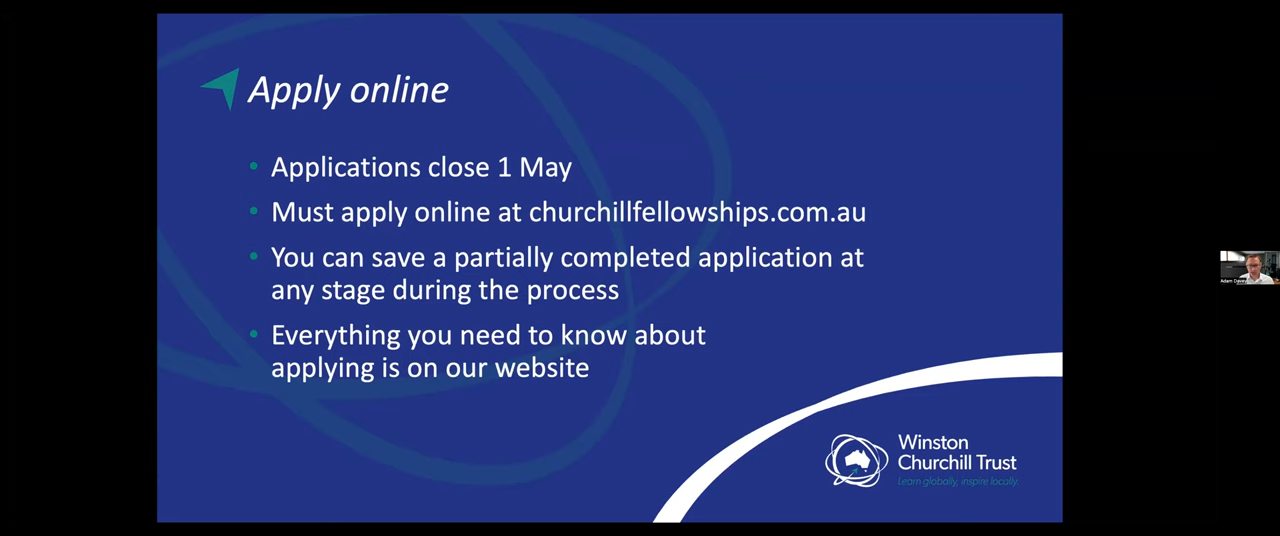 Apply online
• Applications close 1 May
• Must apply online at churchillfellowships.com.au
• You can save a partially completed application at
any stage during the process
• Everything you need to know about
applying is on our website
Winston
Churchill Trust
Learn globally, inspire locally.
Adam Davey